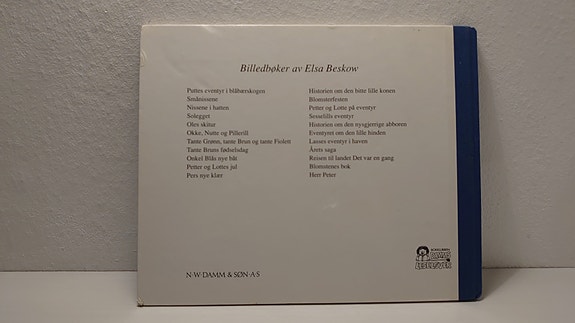 Billedbøker av Elsa Beskow
Puttes eventyr i blåbærskogen
Smånissene
Nissene i hatten
Solegget
Oles skitur
Okke, Nutte og Pillerill
Tante Grønn, tante Brun og tante Fiolett
Tante Bruns fødselsdag
Onkel Blås nye båt
Petter og Lottes jul
Pers nye klær
Historien om den bitte lille konen
Blomsterfesten
Petter og Lotte på eventyr
Sesselills eventyr
Historien om den nysgjerrige abboren
Eventyret om den lille hinden
Lasses eventyr i haven
Årets saga
Reisen til landet Det var en gang
Blomstenes bok
Herr Peter
N·W·DAMM & SØN·A·S